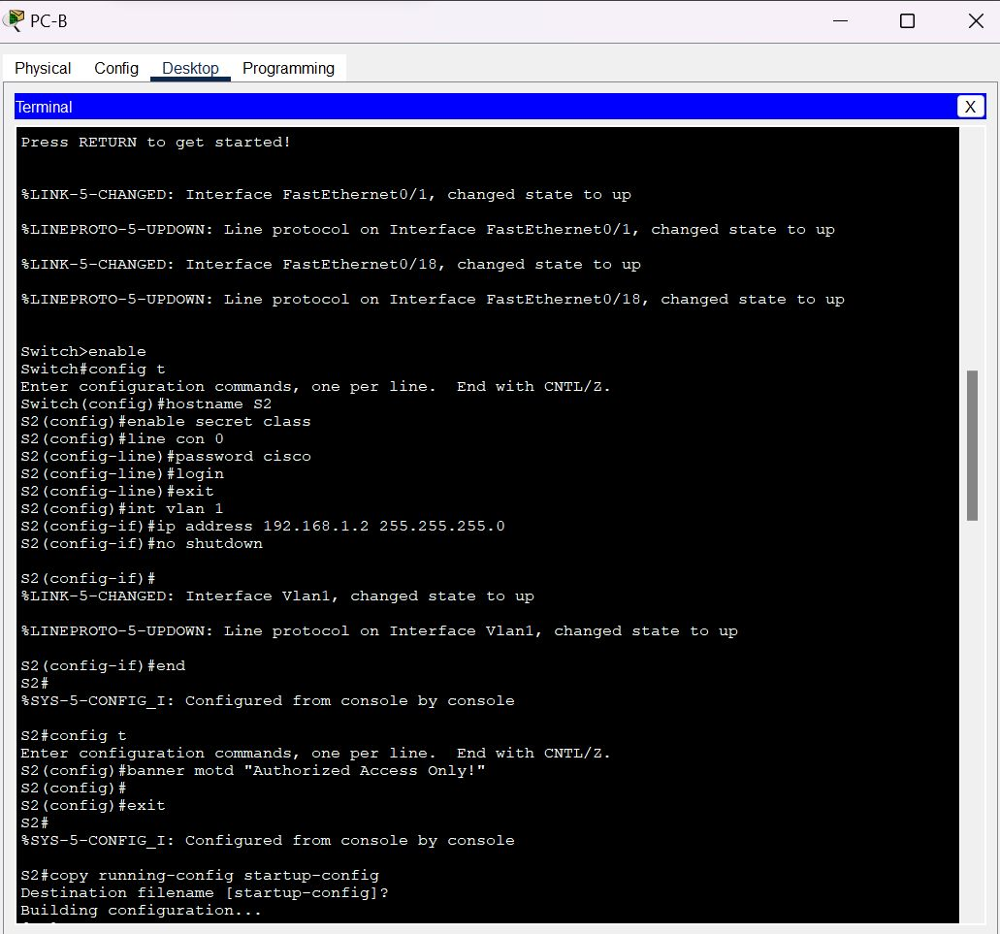 PC-B
Physical Config Desktop Programming
Terminal X
Press RETURN to get started!
%LINK-5-CHANGED: Interface FastEthernet0/1, changed state to up
%LINEPROTO-5-UPDOWN: Line protocol on Interface FastEthernet0/1, changed state to up
%LINK-5-CHANGED: Interface FastEthernet0/18, changed state to up
%LINEPROTO-5-UPDOWN: Line protocol on Interface FastEthernet0/18, changed state to up
Switch>enable
Switch#config t
Enter configuration commands, one per line.  End with CNTL/Z.
Switch(config)#hostname S2
S2(config)#enable secret class
S2(config)#line con 0
S2(config-line)#password cisco
S2(config-line)#login
S2(config-line)#exit
S2(config)#int vlan 1
S2(config-if)#ip address 192.168.1.2 255.255.255.0
S2(config-if)#no shutdown
S2(config-if)#
%LINK-5-CHANGED: Interface Vlan1, changed state to up
%LINEPROTO-5-UPDOWN: Line protocol on Interface Vlan1, changed state to up
S2(config-if)#end
S2#
%SYS-5-CONFIG_I: Configured from console by console
S2#config t
Enter configuration commands, one per line.  End with CNTL/Z.
S2(config)#banner motd "Authorized Access Only!"
S2(config)#
S2(config)#exit
S2#
%SYS-5-CONFIG_I: Configured from console by console
S2#copy running-config startup-config
Destination filename [startup-config]?
Building configuration...